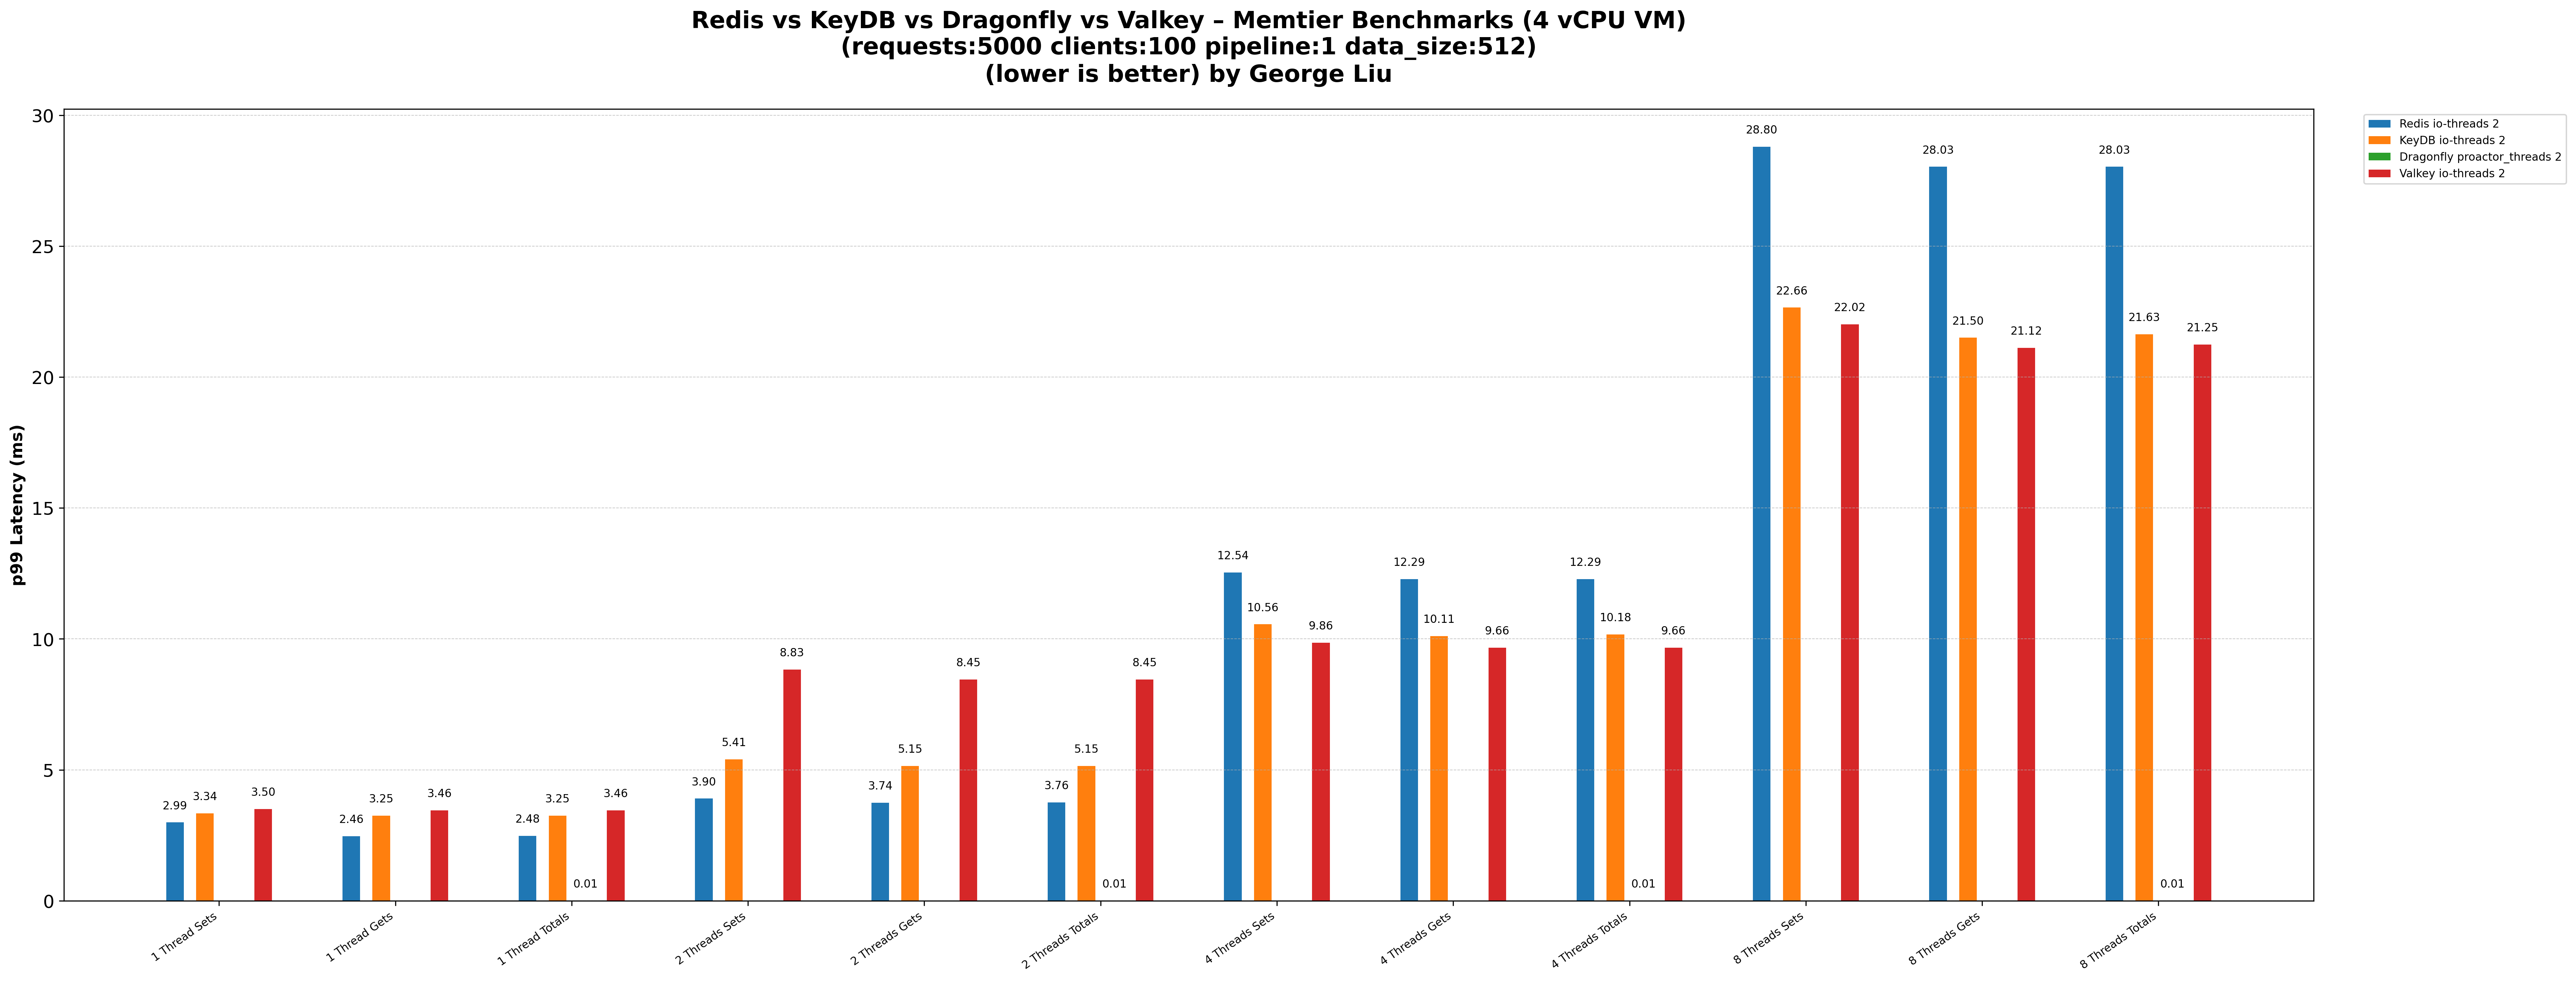 Redis vs KeyDB vs Dragonfly vs Valkey – Memtier Benchmarks (4 vCPU VM)
(requests:5000 clients:100 pipeline:1 data_size:512)
(lower is better) by George Liu
p99 Latency (ms)
30
25
20
15
10
5
0
Redis io-threads 2
KeyDB io-threads 2
Dragonfly proactor_threads 2
Valkey io-threads 2
2.99
3.34
3.50
2.46
3.25
3.46
2.48
3.25
0.01
3.46
3.90
5.41
8.83
3.74
5.15
8.45
3.76
5.15
0.01
8.45
12.54
10.56
9.86
12.29
10.11
9.66
12.29
10.18
0.01
9.66
28.80
22.66
22.02
28.03
21.50
21.12
28.03
21.63
0.01
21.25
1 Thread Sets
1 Thread Gets
1 Thread Totals
2 Threads Sets
2 Threads Gets
2 Threads Totals
4 Threads Sets
4 Threads Gets
4 Threads Totals
8 Threads Sets
8 Threads Gets
8 Threads Totals